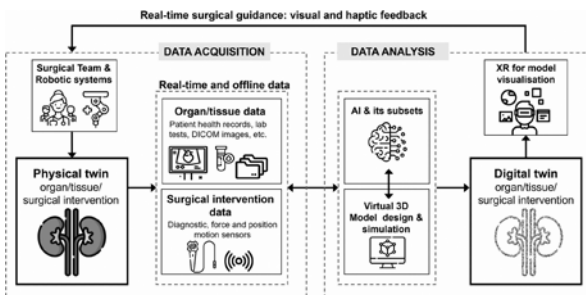 Real-time surgical guidance: visual and haptic feedback
DATA ACQUISITION
DATA ANALYSIS
Surgical Team &
Robotic systems
Real-time and offline data
Organ/tissue data
Patient health records, lab
tests, DICOM images, etc.
Surgical intervention
data
Diagnostic, force and position
motion sensors
Physical twin
organ/tissue/
surgical intervention
AI & its subsets
Virtual 3D
Model design &
simulation
XR for model
visualisation
Digital twin
organ/tissue/
surgical intervention